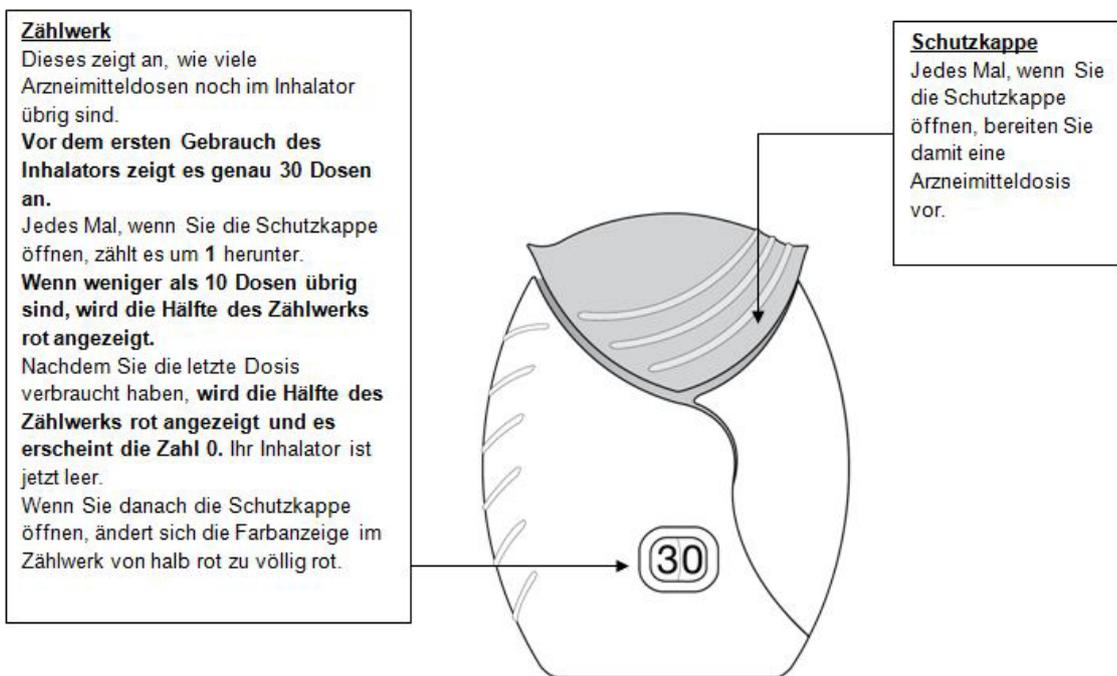 Zählwerk
Dieses zeigt an, wie viele
Arzneimitteldosen noch im Inhalator
übrig sind.
Vor dem ersten Gebrauch des
Inhalators zeigt es genau 30 Dosen
an.
Jedes Mal, wenn Sie die Schutzkappe
öffnen, zählt es um 1 herunter.
Wenn weniger als 10 Dosen übrig
sind, wird die Hälfte des Zählwerks
rot angezeigt.
Nachdem Sie die letzte Dosis
verbraucht haben, wird die Hälfte des
Zählwerks rot angezeigt und es
erscheint die Zahl 0. Ihr Inhalator ist
jetzt leer.
Wenn Sie danach die Schutzkappe
öffnen, ändert sich die Farbanzeige im
Zählwerk von halb rot zu völlig rot.
Schutzkappe
Jedes Mal, wenn Sie
die Schutzkappe
öffnen, bereiten Sie
damit eine
Arzneimitteldosis
vor.
30